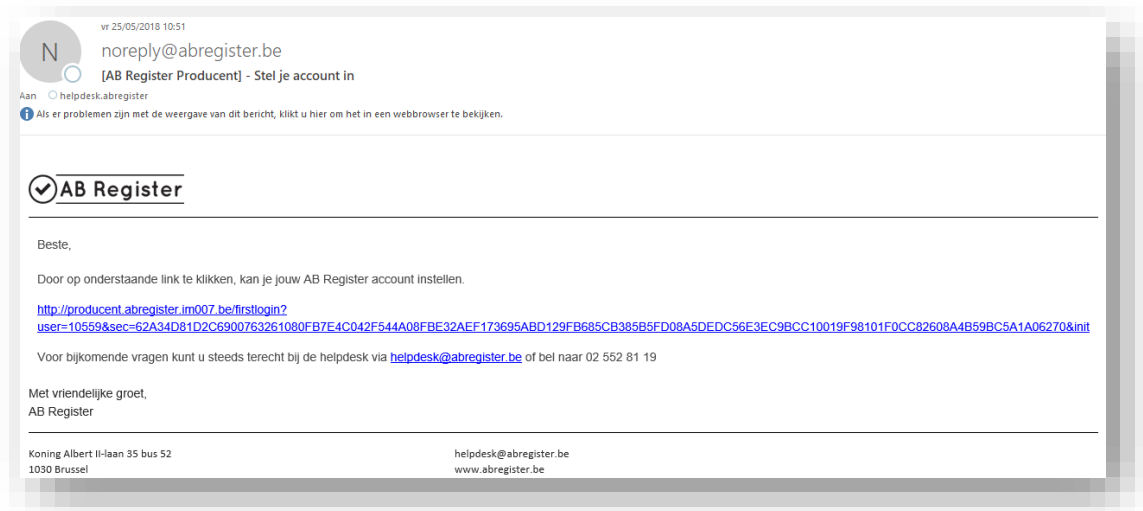 vr 25/05/2018 10:51
N
noreply@abregister.be
[AB Register Producent] - Stel je account in
Aan helpdesk.abregister
Als er problemen zijn met de weergave van dit bericht, klikt u hier om het in een webbrowser te bekijken.
AB Register
Beste,
Door op onderstaande link te klikken, kan je jouw AB Register account instellen.
http://producent.abregister.im007.be/firstlogin?
user=10559&sec=62A34D81D2C6900763261080FB7E4C042F544A08FBE32AEF173695ABD129FB685CB385B5FD08A5DEDC56E3EC9BCC10019F98101F0CC82608A4B59BC5A1A06270&init
Voor bijkomende vragen kunt u steeds terecht bij de helpdesk via helpdesk@abregister.be of bel naar 02 552 81 19
Met vriendelijke groet,
AB Register
Koning Albert II-laan 35 bus 52
1030 Brussel
helpdesk@abregister.be
www.abregister.be